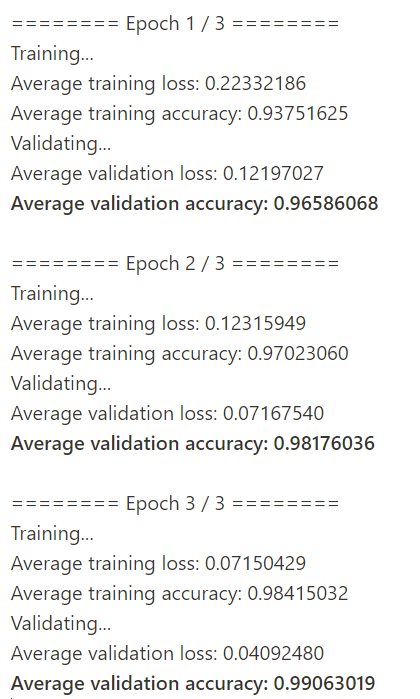 ======== Epoch 1 / 3 ========
Training...
Average training loss: 0.22332186
Average training accuracy: 0.93751625
Validating...
Average validation loss: 0.12197027
Average validation accuracy: 0.96586068
======== Epoch 2 / 3 ========
Training...
Average training loss: 0.12315949
Average training accuracy: 0.97023060
Validating...
Average validation loss: 0.07167540
Average validation accuracy: 0.98176036
======== Epoch 3 / 3 ========
Training...
Average training loss: 0.07150429
Average training accuracy: 0.98415032
Validating...
Average validation loss: 0.04092480
Average validation accuracy: 0.99063019